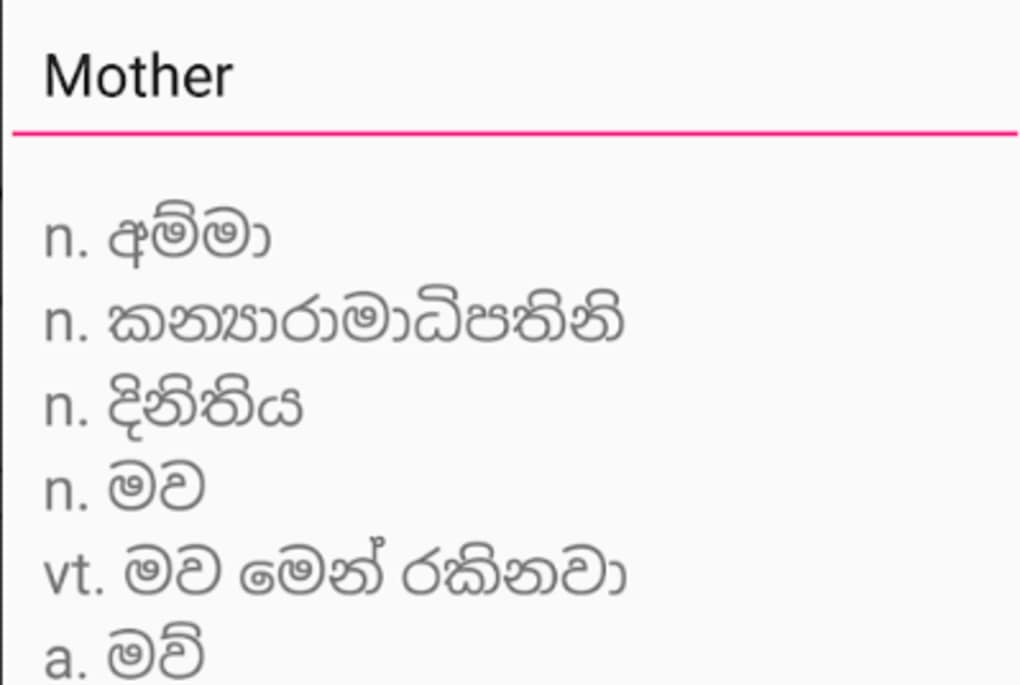 Mother
n. අම්මා
n. කන්‍යාරාමාධිපතිනි
n. දිනිතිය
n. මව
vt. මව මෙන් රකිනවා
a. මව්